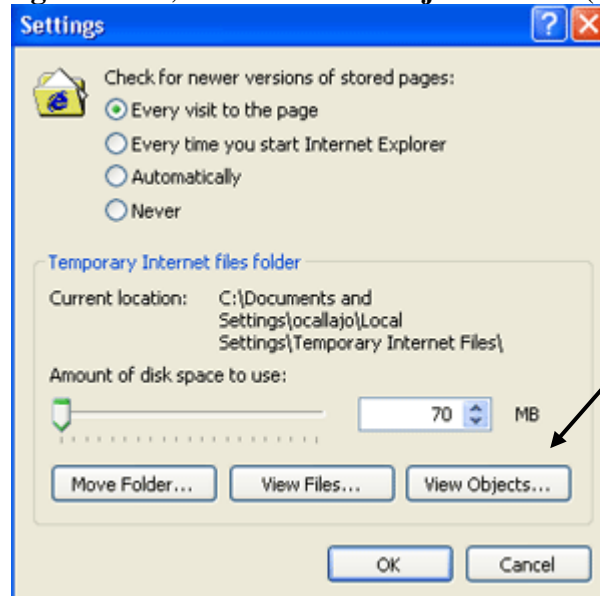 Settings
Check for newer versions of stored pages:
Every visit to the page
Every time you start Internet Explorer
Automatically
Never
Temporary Internet files folder
Current location: C:\Documents and
Settings\ocallajo\Local
Settings\Temporary Internet Files\
Amount of disk space to use:
70 MB
Move Folder... View Files... View Objects...
OK Cancel